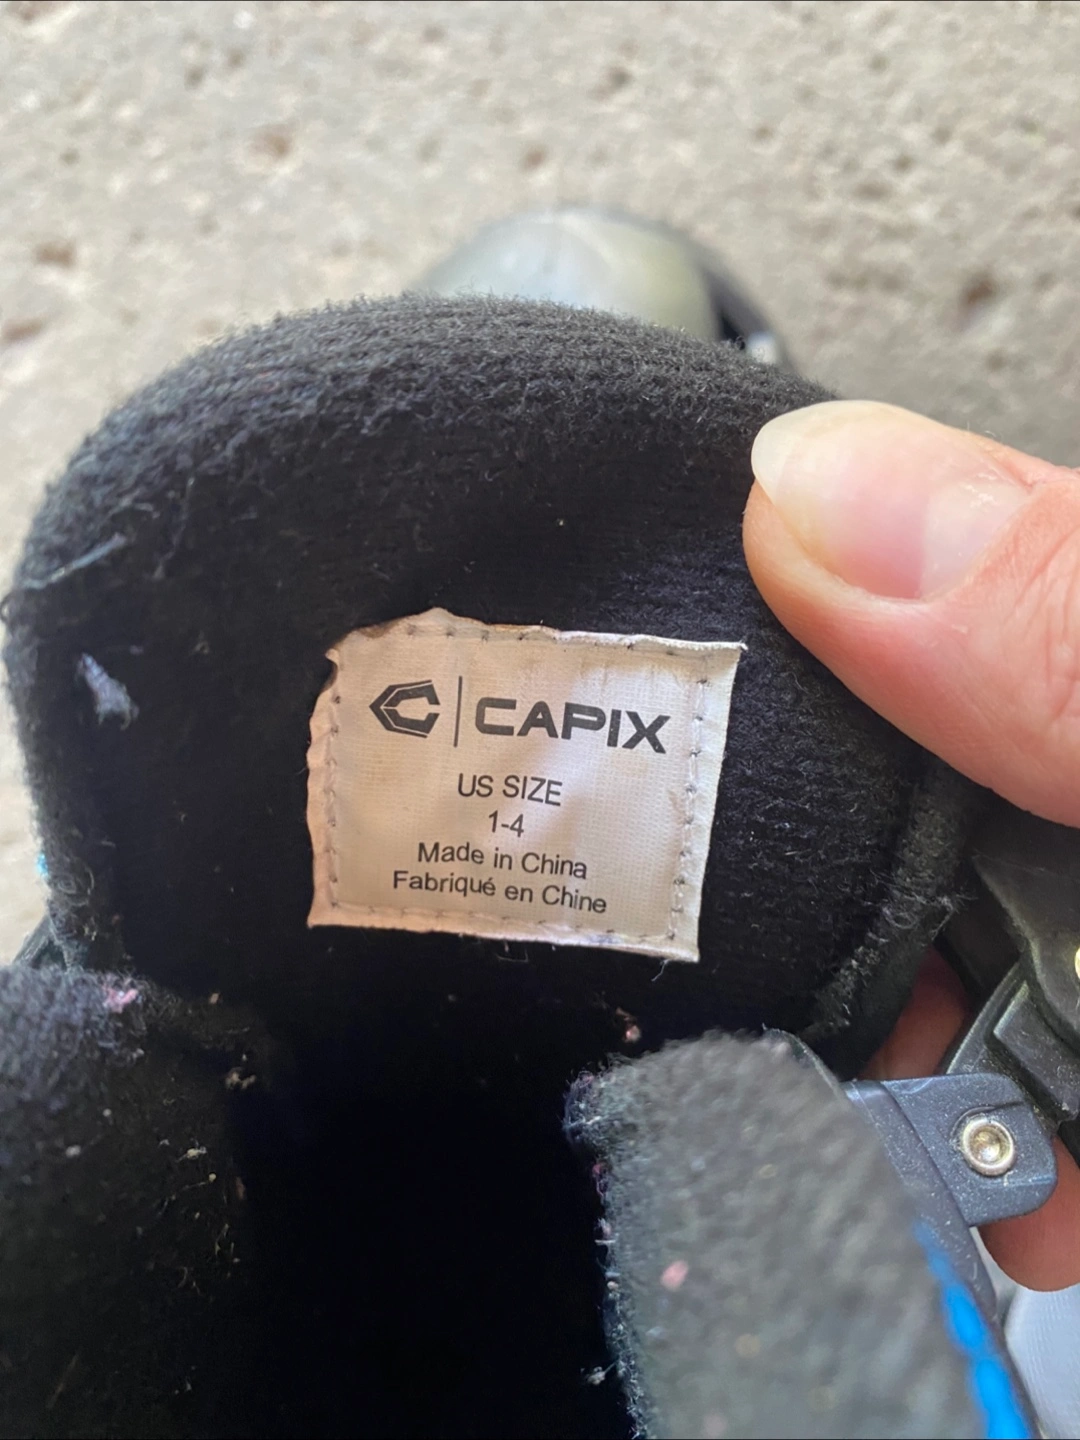 CAPIX
US SIZE
1-4
Made in China
Fabriqué en Chine